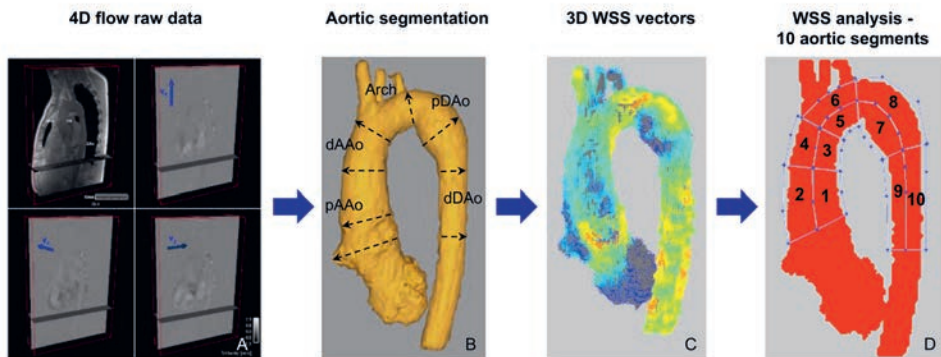 4D flow raw data
Aortic segmentation
3D WSS vectors
WSS analysis -
10 aortic segments
A
Arch
pDAo
dAAo
pAAo
dDAo
B
C
6
8
5
7
4
3
2
1
9
10
D